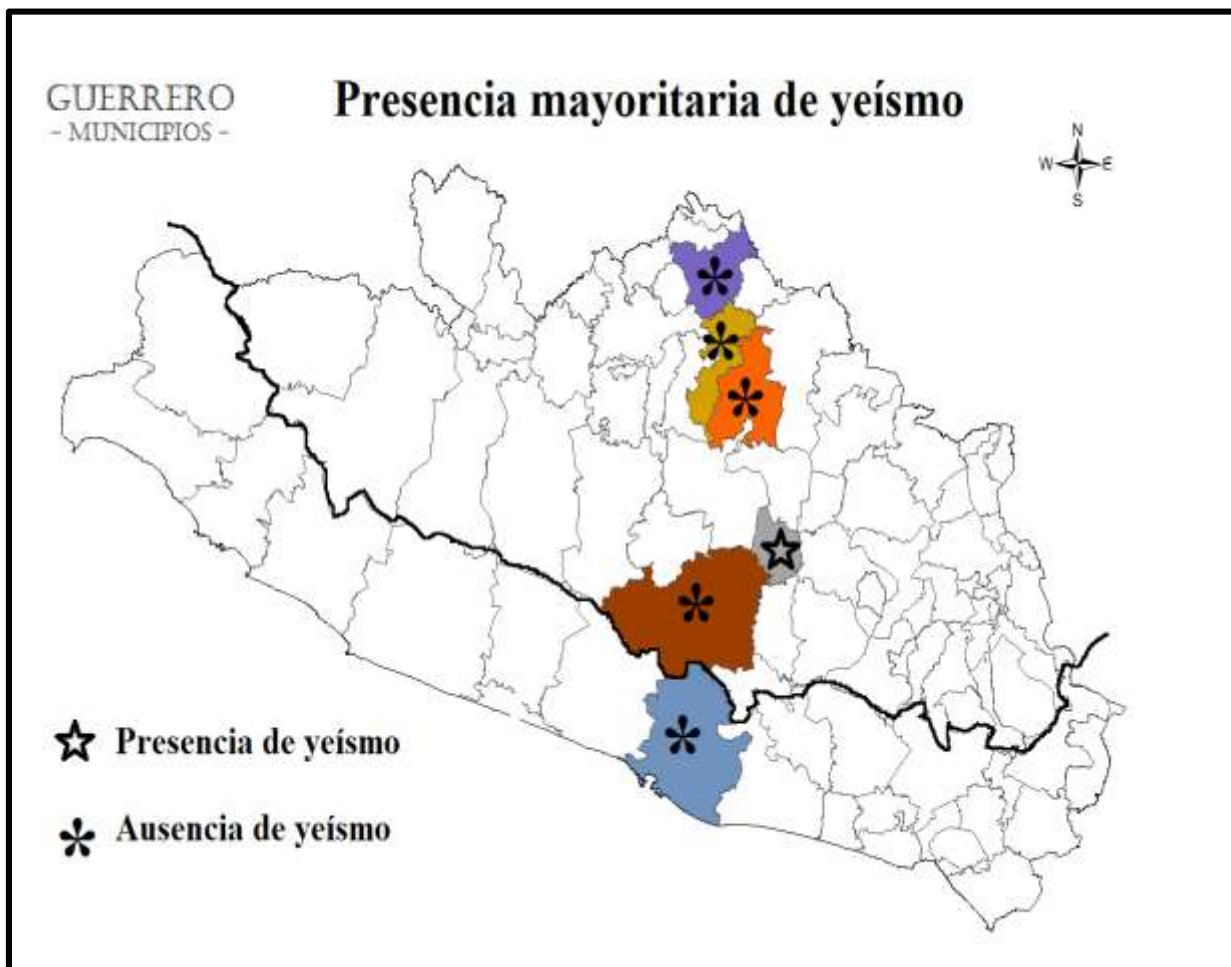 GUERRERO
- MUNICIPIOS -
Presencia mayoritaria de yeísmo
N
W E
S
Presencia de yeísmo
Ausencia de yeísmo